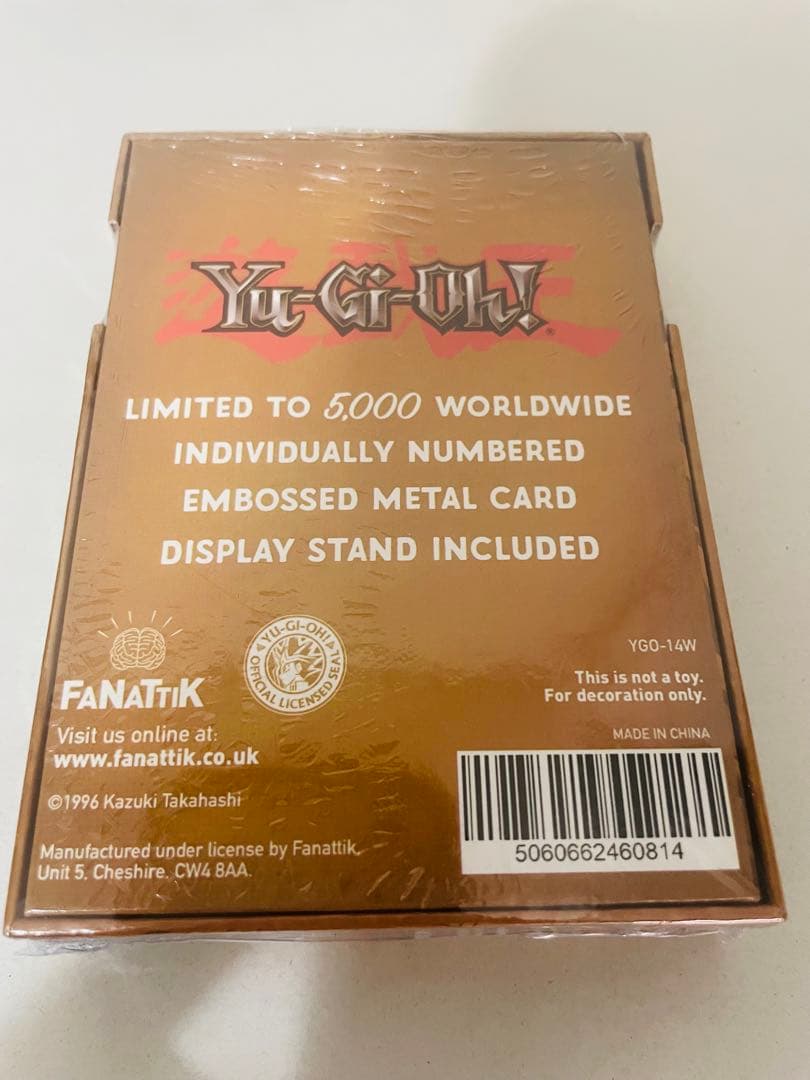 遊戯王
Yu-Gi-Oh!®
LIMITED TO 5,000 WORLDWIDE
INDIVIDUALLY NUMBERED
EMBOSSED METAL CARD
DISPLAY STAND INCLUDED
YU-GI-OH!
OFFICIAL LICENSED SEAL
FANATTIK
Visit us online at:
www.fanattik.co.uk
©1996 Kazuki Takahashi
Manufactured under license by Fanattik,
Unit 5, Cheshire. CW4 8AA.
YGO-14W
This is not a toy.
For decoration only.
MADE IN CHINA
5060662460814